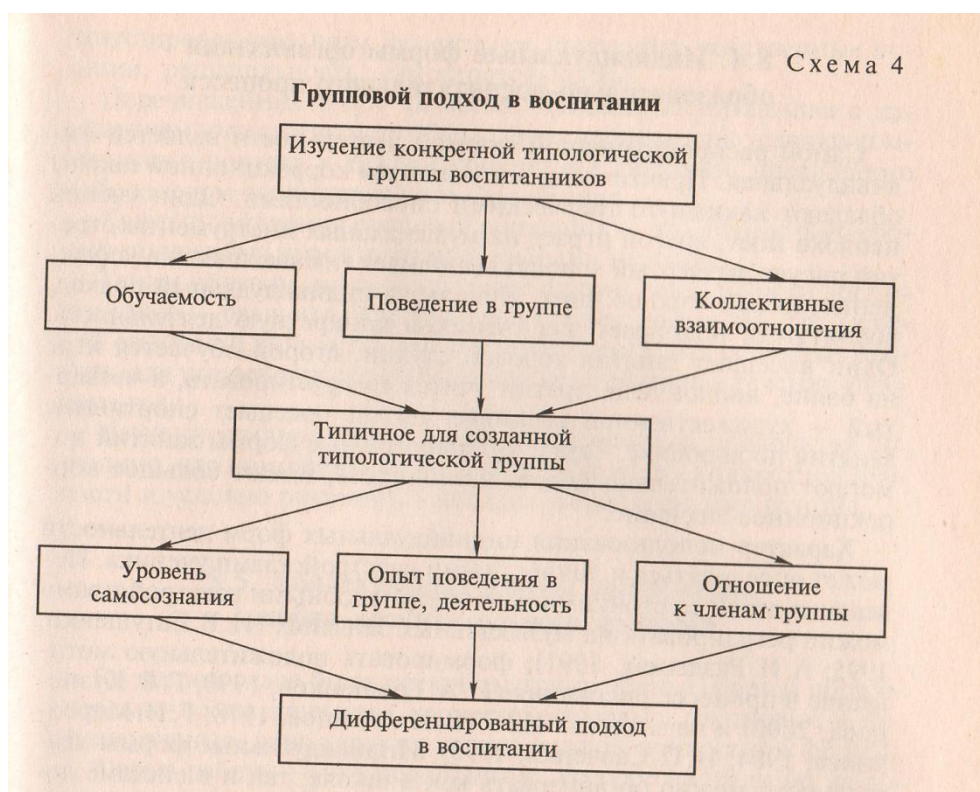 Схема 4
Групповой подход в воспитании
Изучение конкретной типологической
группы воспитанников
Обучаемость
Поведение в группе
Коллективные
взаимоотношения
Типичное для созданной
типологической группы
Уровень
самосознания
Опыт поведения в
группе, деятельность
Отношение
к членам группы
Дифференцированный подход
в воспитании